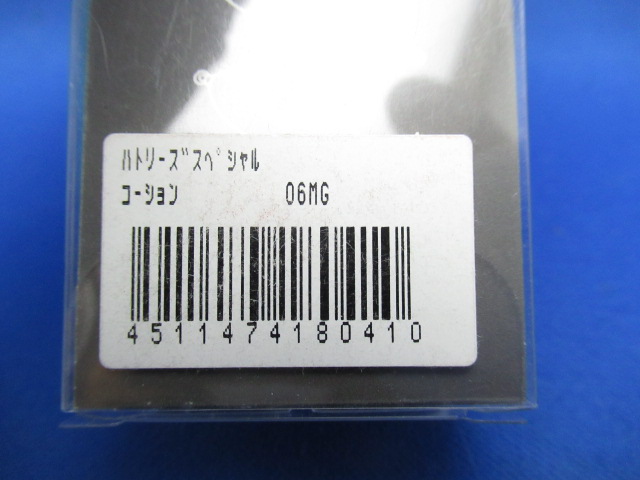 ﾊﾄﾘｰｽﾞｽﾍﾟｼｬﾙ
ｺｰｼｮﾝ 06MG
4511474180410